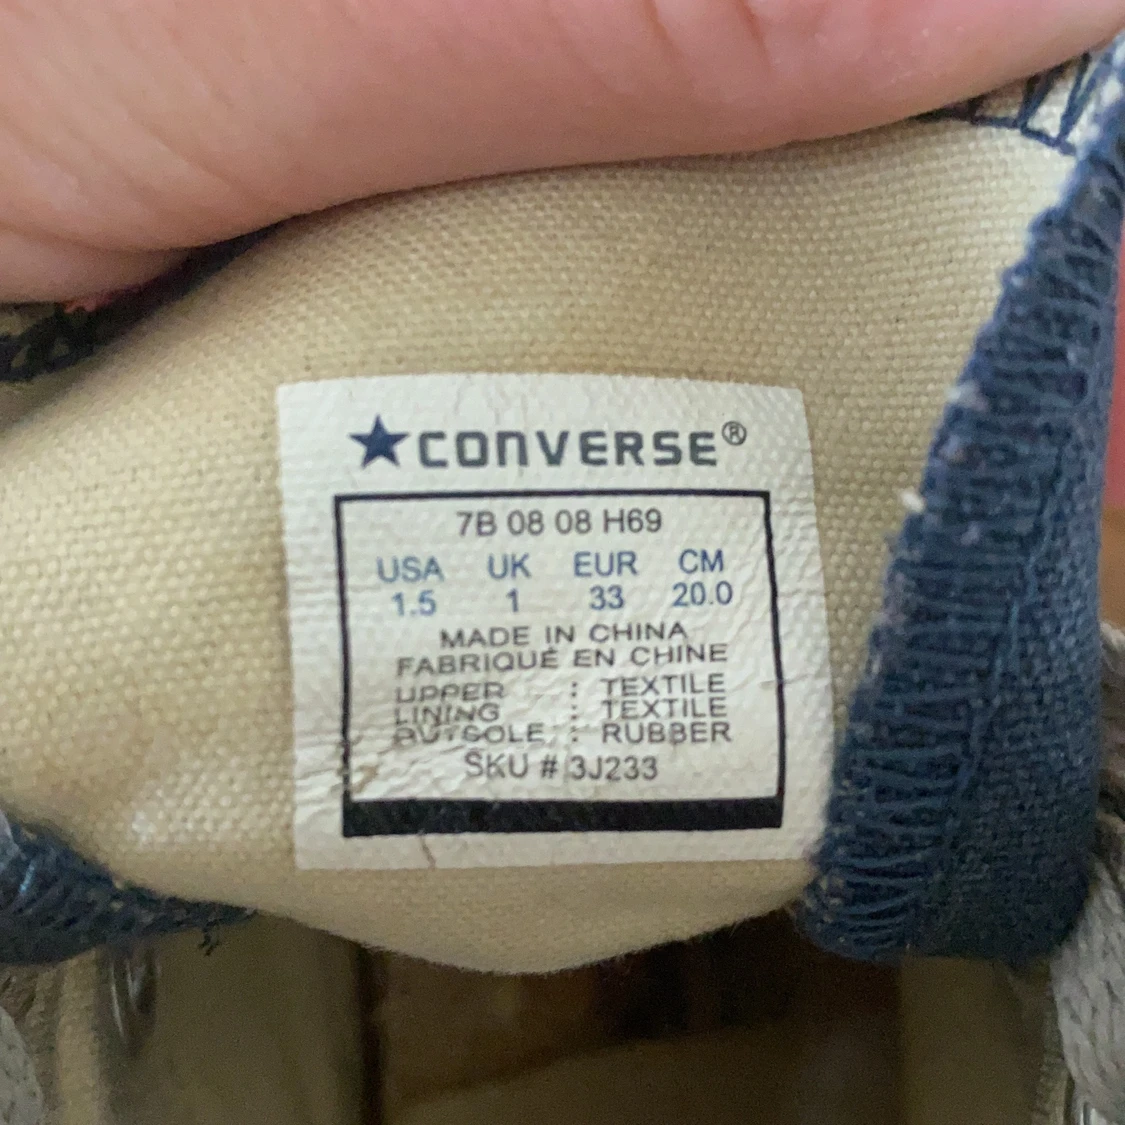 CONVERSE®
7B 08 08 H69
USA UK EUR CM
1.5 1 33 20.0
MADE IN CHINA
FABRIQUÉ EN CHINE
UPPER : TEXTILE
LINING : TEXTILE
OUTSOLE : RUBBER
SKU # 3J233